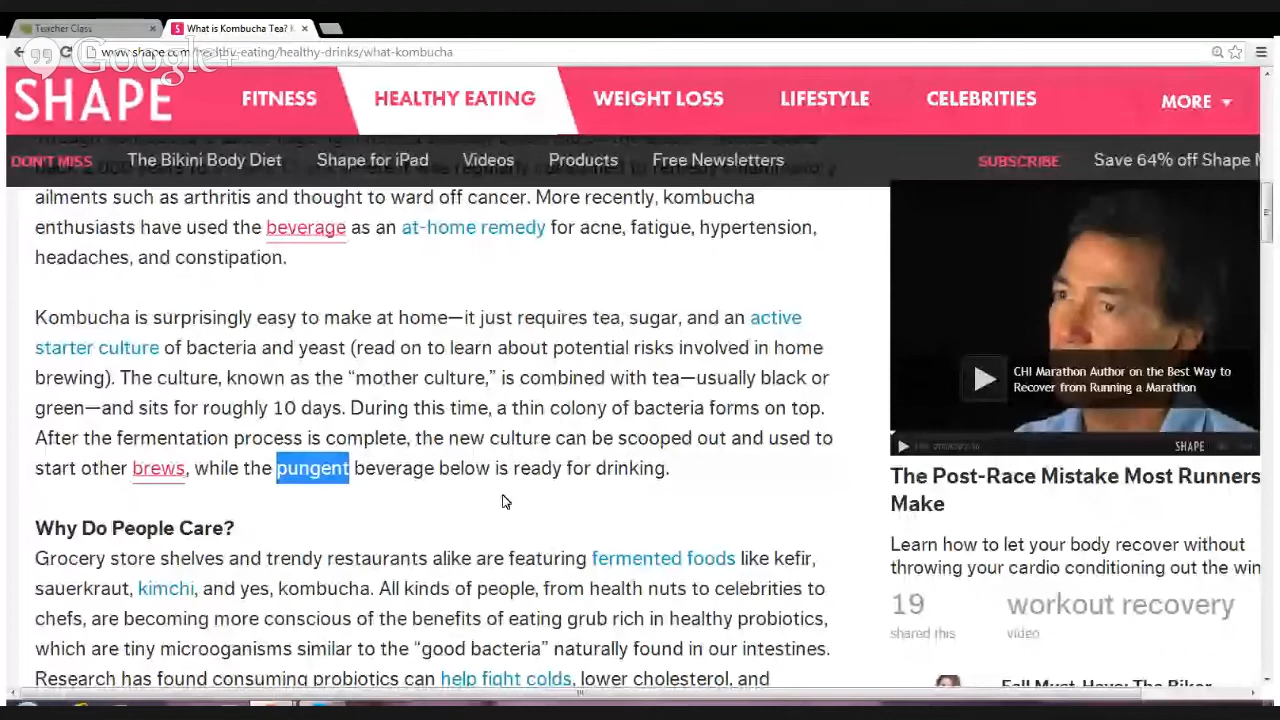 Teacher Class
What is Kombucha Tea?
Google+
www.shape.com/healthy-eating/healthy-drinks/what-kombucha
SHAPE
FITNESS
HEALTHY EATING
WEIGHT LOSS
LIFESTYLE
CELEBRITIES
MORE
DON'T MISS
The Bikini Body Diet
Shape for iPad
Videos
Products
Free Newsletters
SUBSCRIBE
Save 64% off Shape M
ailments such as arthritis and thought to ward off cancer. More recently, kombucha
enthusiasts have used the beverage as an at-home remedy for acne, fatigue, hypertension,
headaches, and constipation.
Kombucha is surprisingly easy to make at home—it just requires tea, sugar, and an active
starter culture of bacteria and yeast (read on to learn about potential risks involved in home
brewing). The culture, known as the “mother culture,” is combined with tea—usually black or
green—and sits for roughly 10 days. During this time, a thin colony of bacteria forms on top.
After the fermentation process is complete, the new culture can be scooped out and used to
start other brews, while the pungent beverage below is ready for drinking.
Why Do People Care?
Grocery store shelves and trendy restaurants alike are featuring fermented foods like kefir,
sauerkraut, kimchi, and yes, kombucha. All kinds of people, from health nuts to celebrities to
chefs, are becoming more conscious of the benefits of eating grub rich in healthy probiotics,
which are tiny microorganisms similar to the “good bacteria” naturally found in our intestines.
Research has found consuming probiotics can help fight colds, lower cholesterol, and
CHI Marathon Author on the Best Way to
Recover from Running a Marathon
SHAPE
The Post-Race Mistake Most Runners
Make
Learn how to let your body recover without
throwing your cardio conditioning out the win
19
shared this
workout recovery
video
Fall Must-Have: The Biker